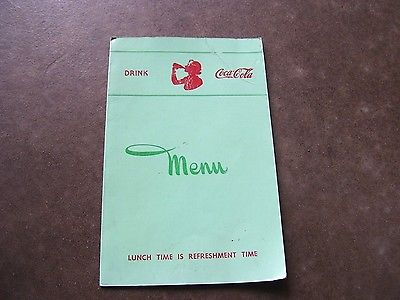 DRINK Coca-Cola
Menu
LUNCH TIME IS REFRESHMENT TIME